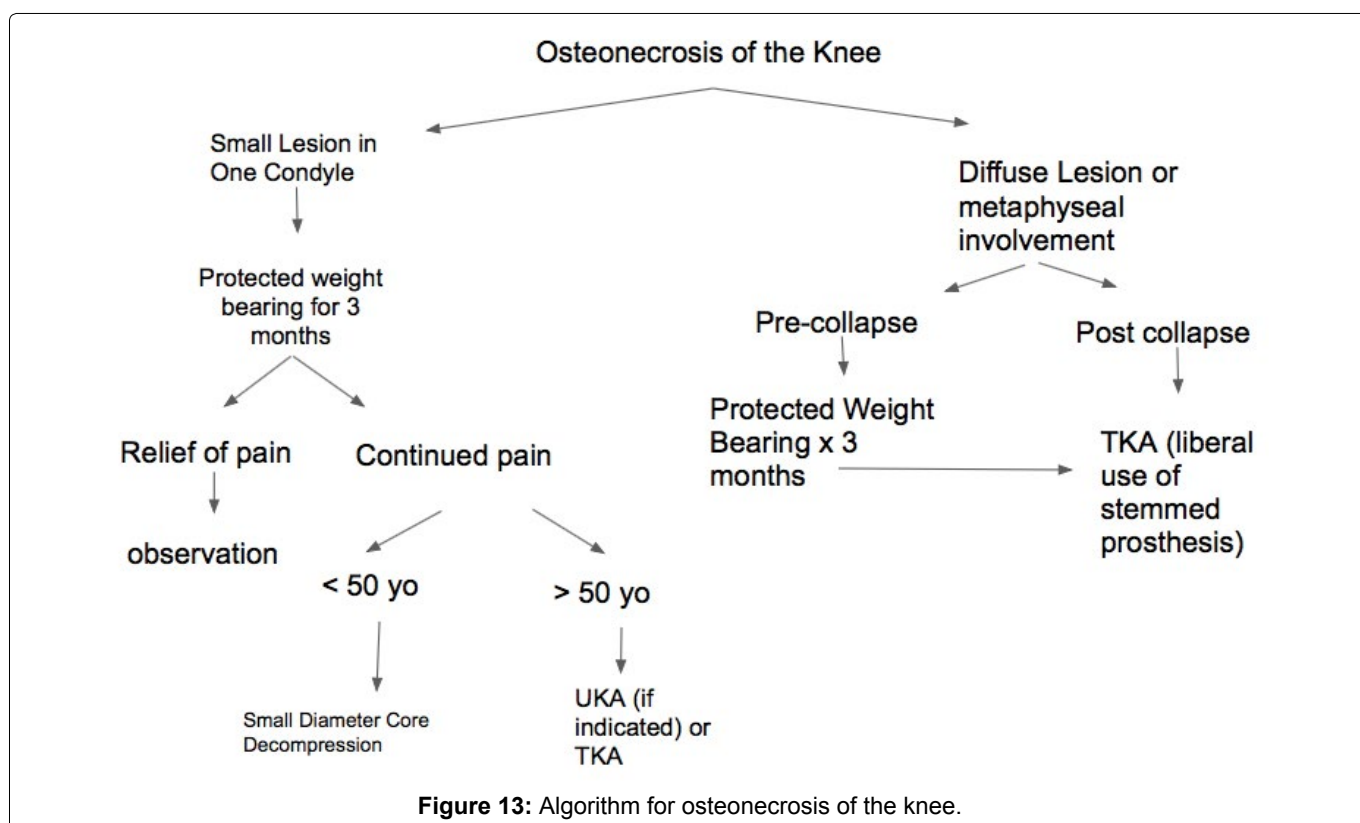 Osteonecrosis of the Knee
Small Lesion in
One Condyle
Diffuse Lesion or
metaphyseal
involvement
Protected weight
bearing for 3
months
Pre-collapse
Post collapse
Relief of pain
Continued pain
Protected Weight
Bearing x 3
months
TKA (liberal
use of
stemmed
prosthesis)
observation
< 50 yo
> 50 yo
Small Diameter Core
Decompression
UKA (if
indicated) or
TKA
Figure 13: Algorithm for osteonecrosis of the knee.